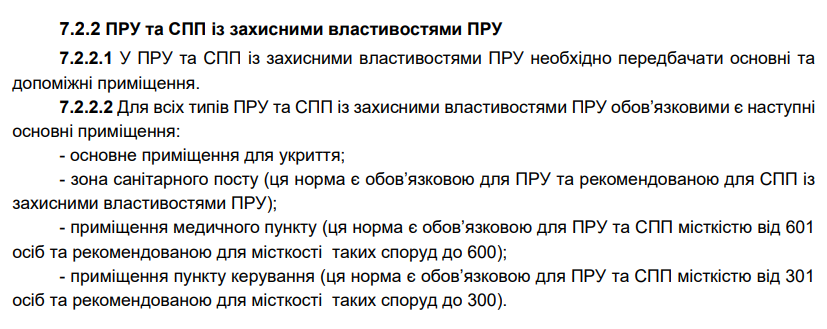 7.2.2 ПРУ та СПП із захисними властивостями ПРУ
7.2.2.1 У ПРУ та СПП із захисними властивостями ПРУ необхідно передбачати основні та
допоміжні приміщення.
7.2.2.2 Для всіх типів ПРУ та СПП із захисними властивостями ПРУ обов’язковими є наступні
основні приміщення:
- основне приміщення для укриття;
- зона санітарного посту (ця норма є обов’язковою для ПРУ та рекомендованою для СПП із
захисними властивостями ПРУ);
- приміщення медичного пункту (ця норма є обов’язковою для ПРУ та СПП місткістю від 601
осіб та рекомендованою для місткості таких споруд до 600);
- приміщення пункту керування (ця норма є обов’язковою для ПРУ та СПП місткістю від 301
осіб та рекомендованою для місткості таких споруд до 300).